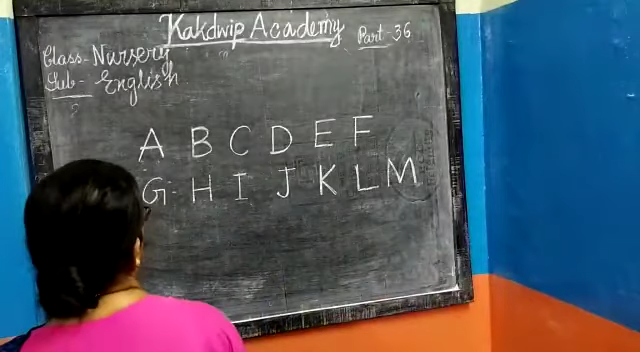 Kakdwip Academy
Part-36
Class-Nursery
Sub-English
A B C D E F
G H I J K L M